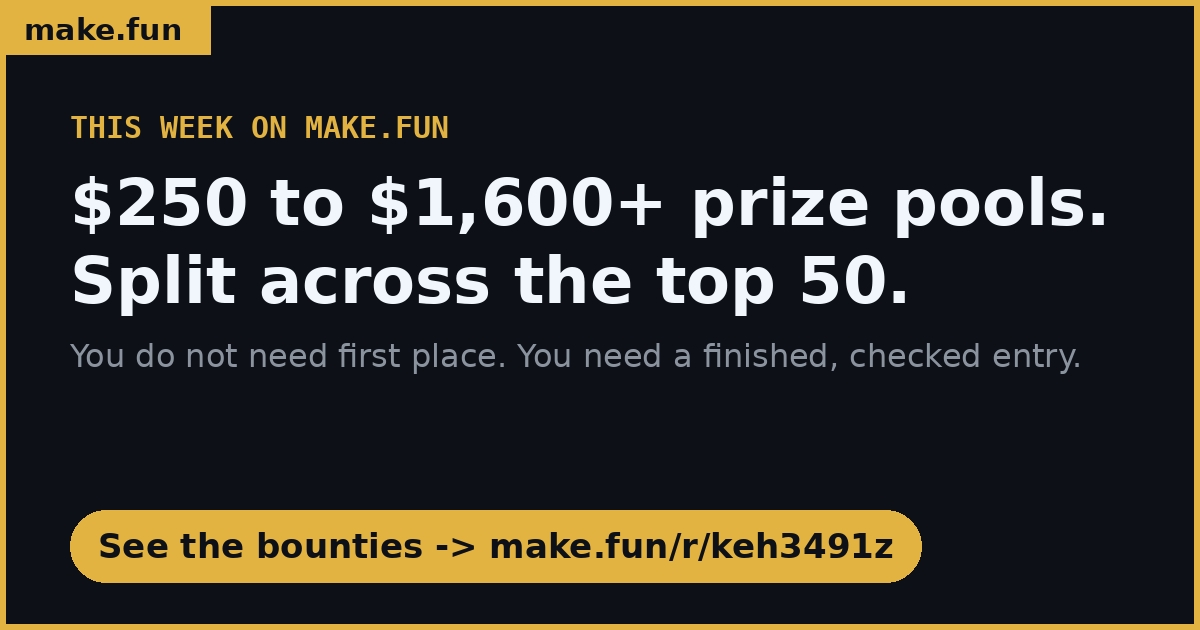 make.fun
THIS WEEK ON MAKE.FUN
$250 to $1,600+ prize pools.
Split across the top 50.
You do not need first place. You need a finished, checked entry.
See the bounties -> make.fun/r/keh3491z